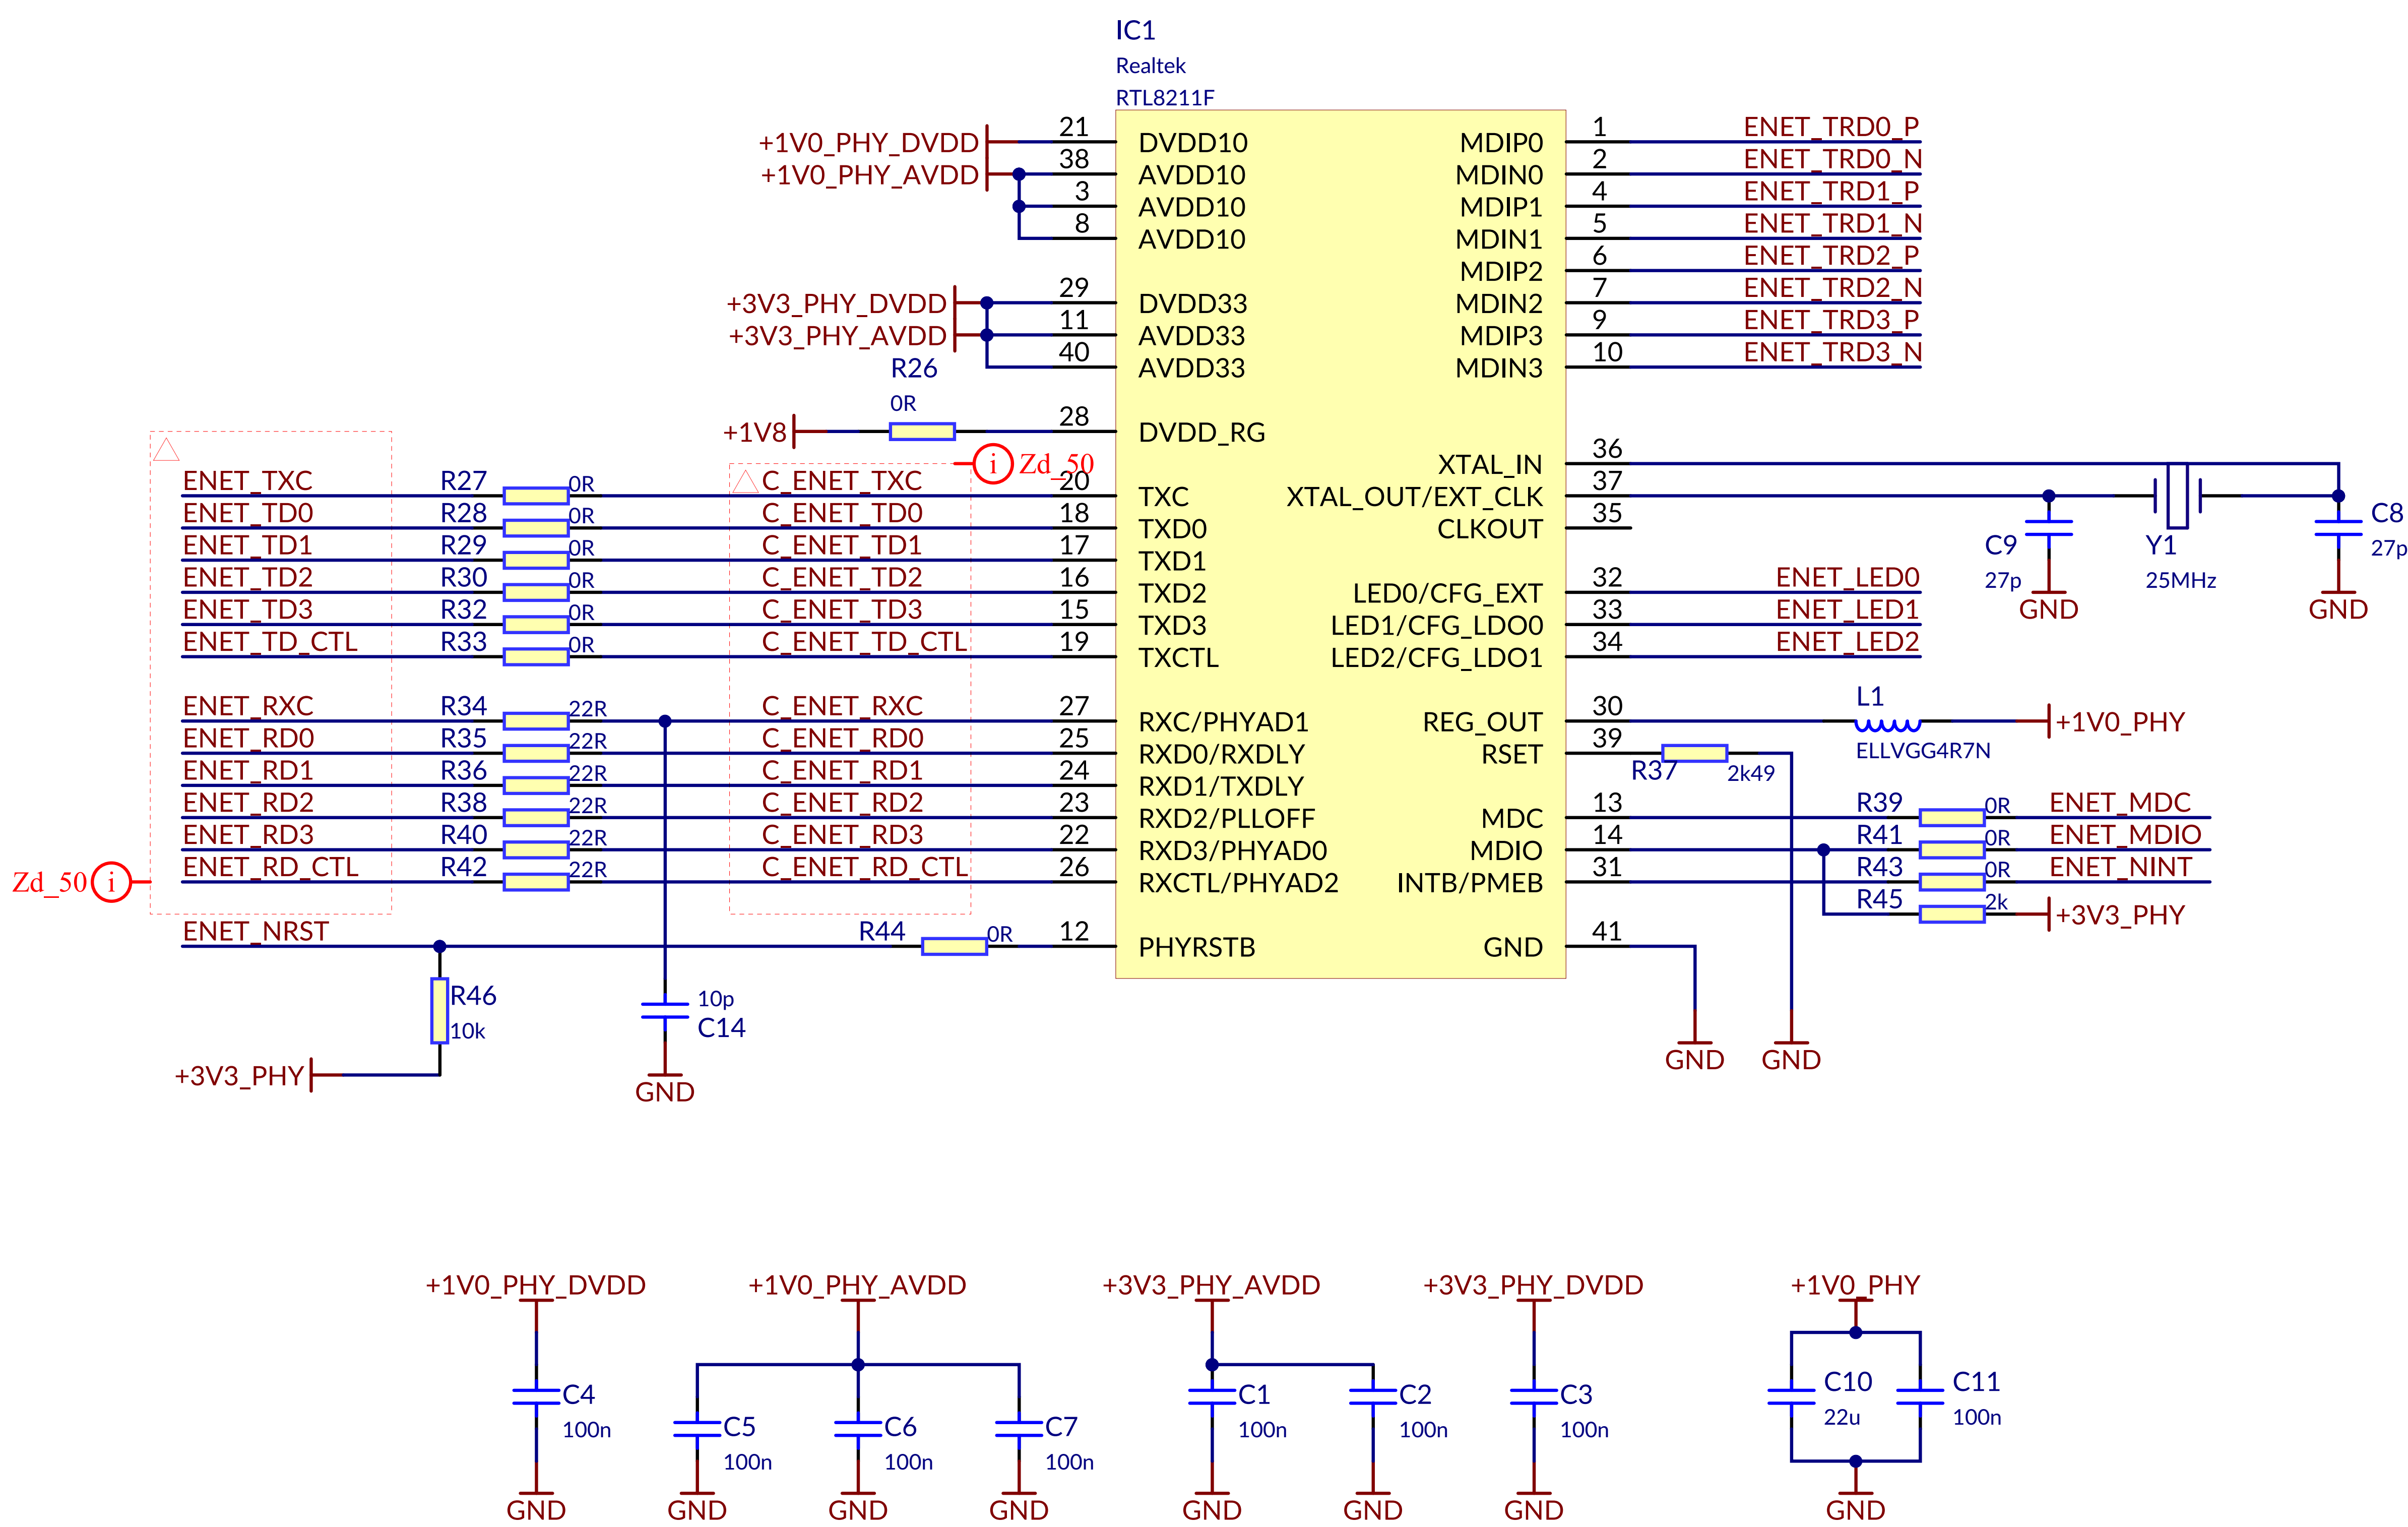 IC1
Realtek
RTL8211F
+1V0_PHY_DVDD 21 DVDD10 MDIP0 1 ENET_TRD0_P
+1V0_PHY_AVDD 38 AVDD10 MDIN0 2 ENET_TRD0_N
3 AVDD10 MDIP1 4 ENET_TRD1_P
8 AVDD10 MDIN1 5 ENET_TRD1_N
MDIP2 6 ENET_TRD2_P
+3V3_PHY_DVDD 29 DVDD33 MDIN2 7 ENET_TRD2_N
+3V3_PHY_AVDD 11 AVDD33 MDIP3 9 ENET_TRD3_P
R26 40 AVDD33 MDIN3 10 ENET_TRD3_N
0R
+1V8 28 DVDD_RG
i Zd_50 XTAL_IN 36
ENET_TXC R27 0R C_ENET_TXC 20 TXC XTAL_OUT/EXT_CLK 37
ENET_TD0 R28 0R C_ENET_TD0 18 TXD0 CLKOUT 35 C8
ENET_TD1 R29 0R C_ENET_TD1 17 TXD1 C9 Y1 27p
ENET_TD2 R30 0R C_ENET_TD2 16 TXD2 LED0/CFG_EXT 32 ENET_LED0 27p 25MHz
ENET_TD3 R32 0R C_ENET_TD3 15 TXD3 LED1/CFG_LDO0 33 ENET_LED1 GND GND
ENET_TD_CTL R33 0R C_ENET_TD_CTL 19 TXCTL LED2/CFG_LDO1 34 ENET_LED2
ENET_RXC R34 22R C_ENET_RXC 27 RXC/PHYAD1 REG_OUT 30 L1 +1V0_PHY
ENET_RD0 R35 22R C_ENET_RD0 25 RXD0/RXDLY RSET 39 ELLVGG4R7N
ENET_RD1 R36 22R C_ENET_RD1 24 RXD1/TXDLY R37 2k49
ENET_RD2 R38 22R C_ENET_RD2 23 RXD2/PLLOFF MDC 13 R39 0R ENET_MDC
ENET_RD3 R40 22R C_ENET_RD3 22 RXD3/PHYAD0 MDIO 14 R41 0R ENET_MDIO
Zd_50 i ENET_RD_CTL R42 22R C_ENET_RD_CTL 26 RXCTL/PHYAD2 INTB/PMEB 31 R43 0R ENET_NINT
R45 2k +3V3_PHY
ENET_NRST R44 0R 12 PHYRSTB GND 41
R46 10p
10k C14
+3V3_PHY GND GND GND
+1V0_PHY_DVDD +1V0_PHY_AVDD +3V3_PHY_AVDD +3V3_PHY_DVDD +1V0_PHY
C4 C5 C6 C7 C1 C2 C3 C10 C11
100n 100n 100n 100n 100n 100n 100n 22u 100n
GND GND GND GND GND GND GND GND